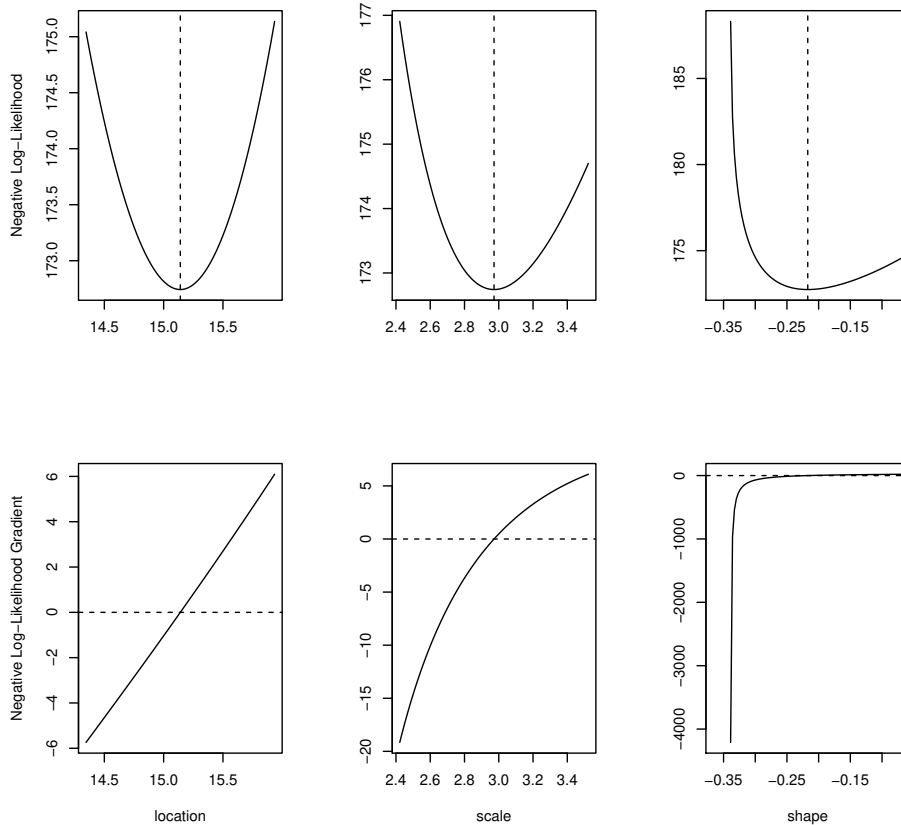 Negative Log−Likelihood
173.0 173.5 174.0 174.5 175.0
14.5 15.0 15.5
173 174 175 176 177
2.4 2.6 2.8 3.0 3.2 3.4
175 180 185
−0.35 −0.25 −0.15
Negative Log−Likelihood Gradient
−6 −4 −2 0 2 4 6
14.5 15.0 15.5
location
−20 −15 −10 −5 0 5
2.4 2.6 2.8 3.0 3.2 3.4
scale
−4000 −3000 −2000 −1000 0
−0.35 −0.25 −0.15
shape